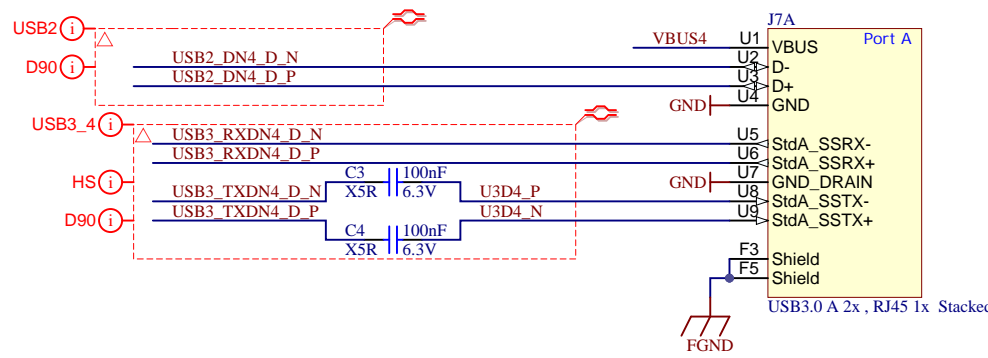 J7A
USB2 i
VBUS4 U1 VBUS Port A
D90 i USB2_DN4_D_N U2 D-
USB2_DN4_D_P U3 D+
GND U4 GND
USB3_4 i
USB3_RXDN4_D_N U5 StdA_SSRX-
USB3_RXDN4_D_P U6 StdA_SSRX+
C3 100nF
HS i X5R 6.3V GND U7 GND_DRAIN
USB3_TXDN4_D_N U3D4_P U8 StdA_SSTX-
D90 i USB3_TXDN4_D_P U3D4_N U9 StdA_SSTX+
C4 100nF
X5R 6.3V
F3 Shield
F5 Shield
USB3.0 A 2x , RJ45 1x Stacked
FGND